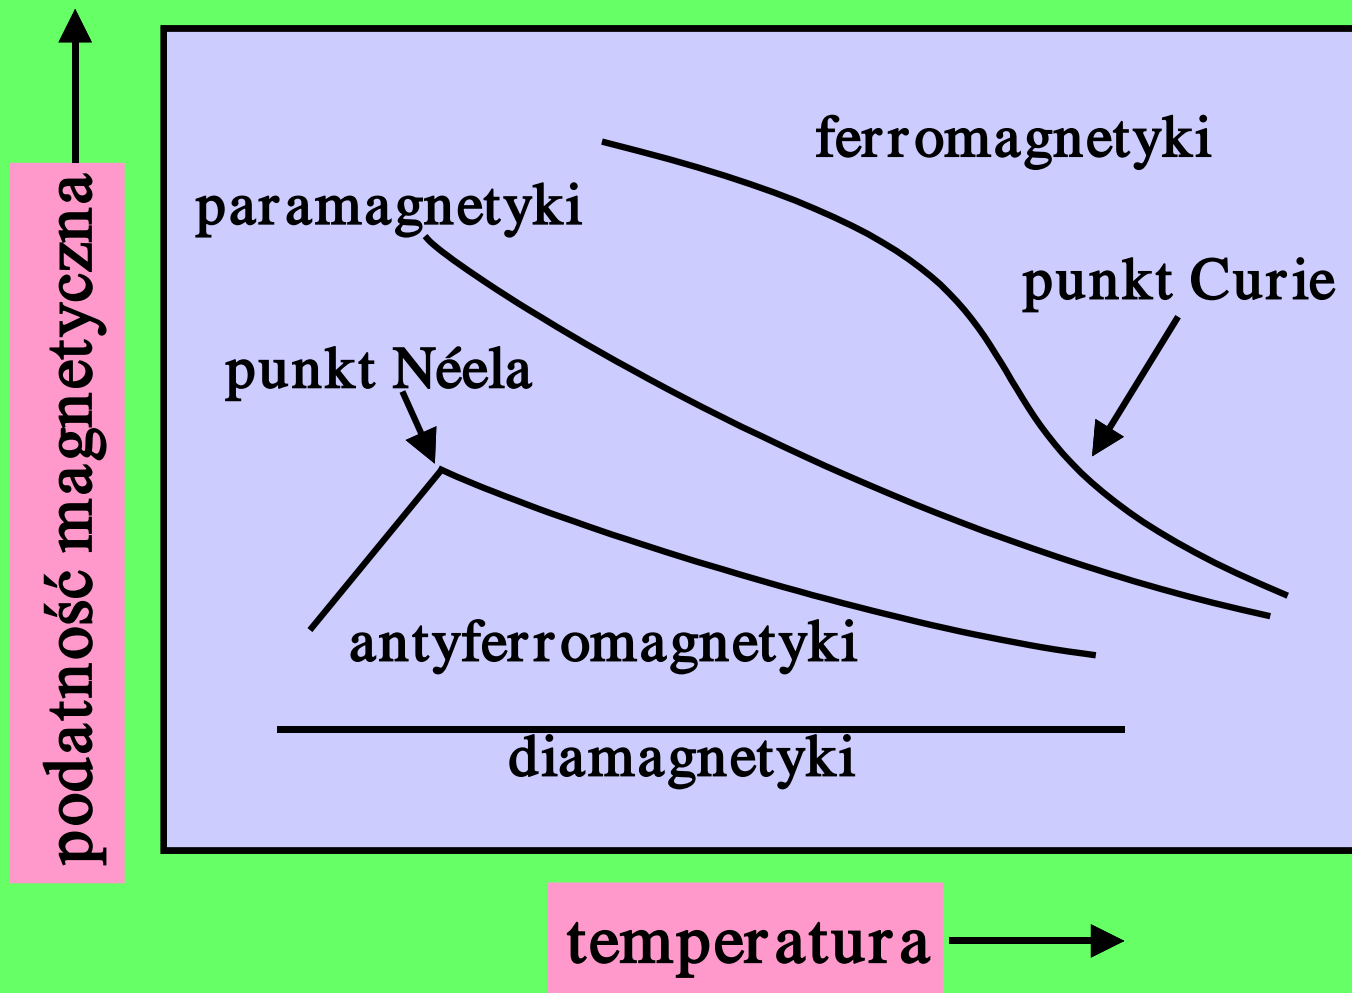 ferromagnetyki
paramagnetyki
punkt Curie
punkt Néela
antyferromagnetyki
diamagnetyki
podatność magnetyczna
temperatura